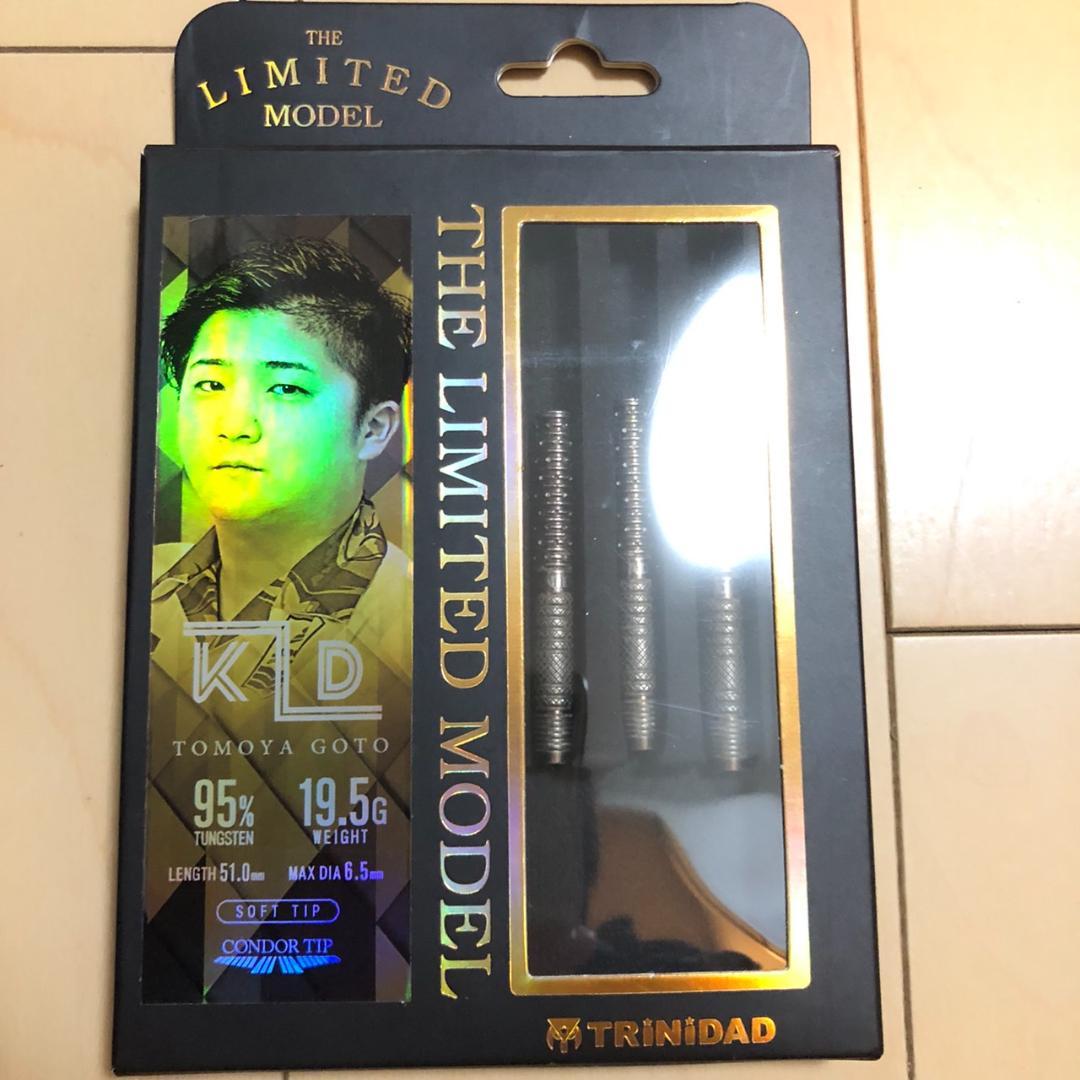 THE
LIMITED
MODEL
THE LIMITED MODEL
KD
TOMOYA GOTO
95% 19.5G
TUNGSTEN WEIGHT
LENGTH 51.0mm MAX DIA 6.5mm
SOFT TIP
CONDOR TIP
TRiNiDAD